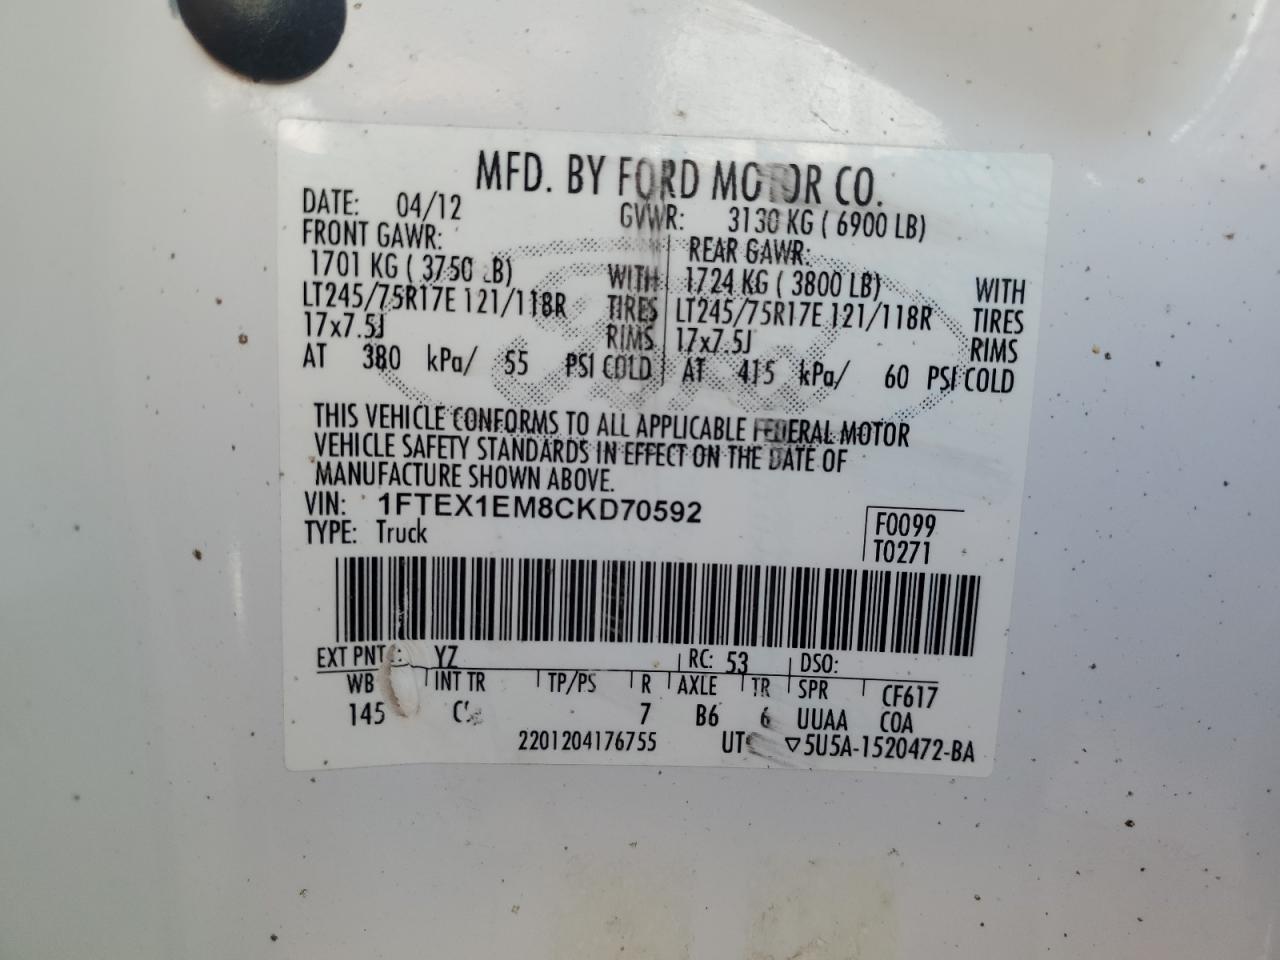 MFD. BY FORD MOTOR CO.
DATE: 04/12 GVWR: 3130 KG ( 6900 LB)
FRONT GAWR: REAR GAWR:
1701 KG ( 3750 LB) WITH 1724 KG ( 3800 LB) WITH
LT245/75R17E 121/118R TIRES LT245/75R17E 121/118R TIRES
17x7.5J RIMS 17x7.5J RIMS
AT 380 kPa/ 55 PSI COLD AT 415 kPa/ 60 PSI COLD
THIS VEHICLE CONFORMS TO ALL APPLICABLE FEDERAL MOTOR
VEHICLE SAFETY STANDARDS IN EFFECT ON THE DATE OF
MANUFACTURE SHOWN ABOVE.
VIN: 1FTEX1EM8CKD70592
TYPE: Truck
F0099
T0271
EXT PNT: YZ RC: 53 DSO:
WB INT TR TP/PS R AXLE TR SPR CF617
145 7 B6 6 UUAA COA
2201204176755 ▽5U5A-1520472-BA